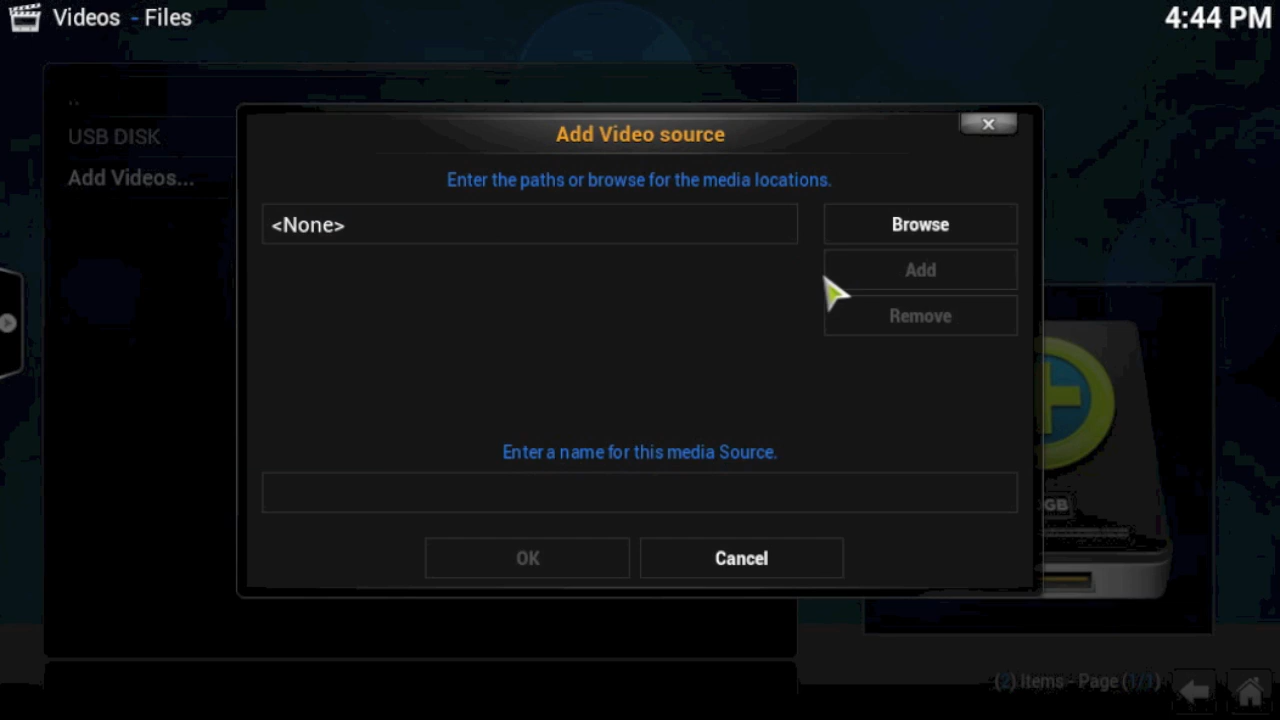 Videos - Files
4:44 PM
..
USB DISK
Add Videos...
Add Video source
Enter the paths or browse for the media locations.
<None>
Browse
Add
Remove
Enter a name for this media Source.
OK
Cancel
GB
(2) Items - Page (1/1)